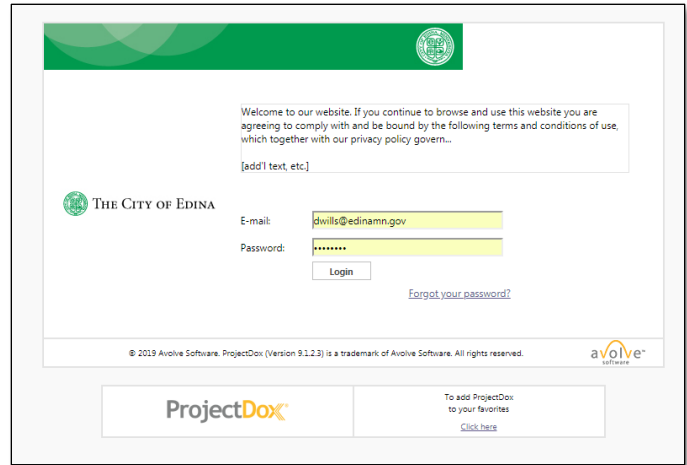 Welcome to our website. If you continue to browse and use this website you are
agreeing to comply with and be bound by the following terms and conditions of use,
which together with our privacy policy govern...
[add'l text, etc.]
THE CITY OF EDINA
E-mail: dwills@edinamn.gov
Password: ••••••••
Login
Forgot your password?
© 2019 Avolve Software. ProjectDox (Version 9.1.2.3) is a trademark of Avolve Software. All rights reserved.
avolve
software
ProjectDox
To add ProjectDox
to your favorites
Click here